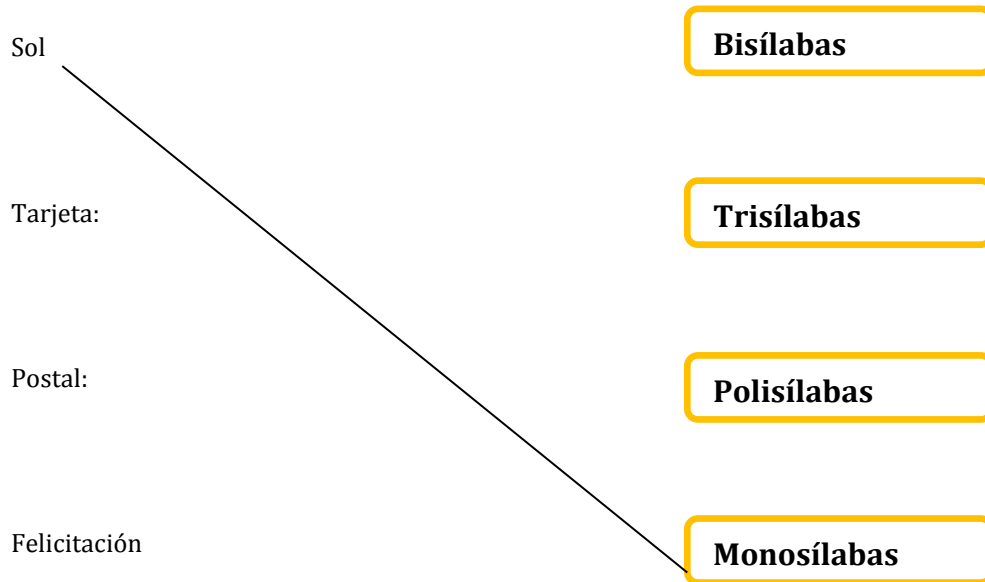 Sol
Bisílabas
Tarjeta:
Trisílabas
Postal:
Polisílabas
Felicitación
Monosílabas